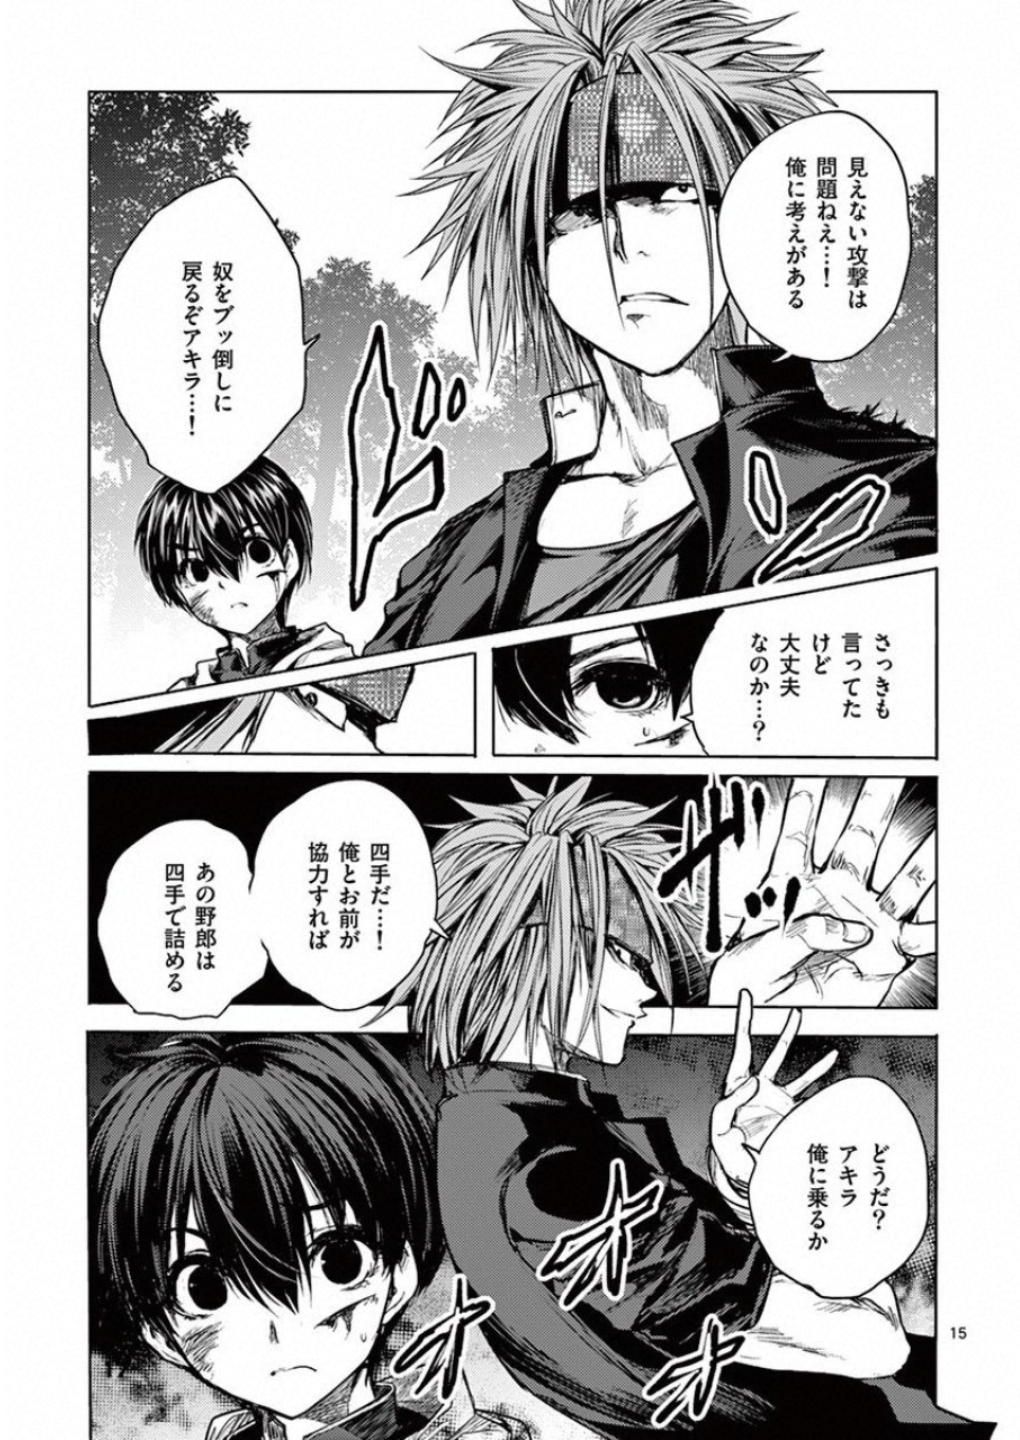 見えない攻撃は
問題ねえ…!
俺に考えがある
奴をブッ倒しに
戻るぞアキラ…!
ドンッ
さっきも
言ってた
けど
大丈夫
なのか…?
ザッ
四手だ…!
俺とお前が
協力すれば
あの野郎は
四手で詰める
どうだ?
アキラ
俺に乗るか
オオオ
15